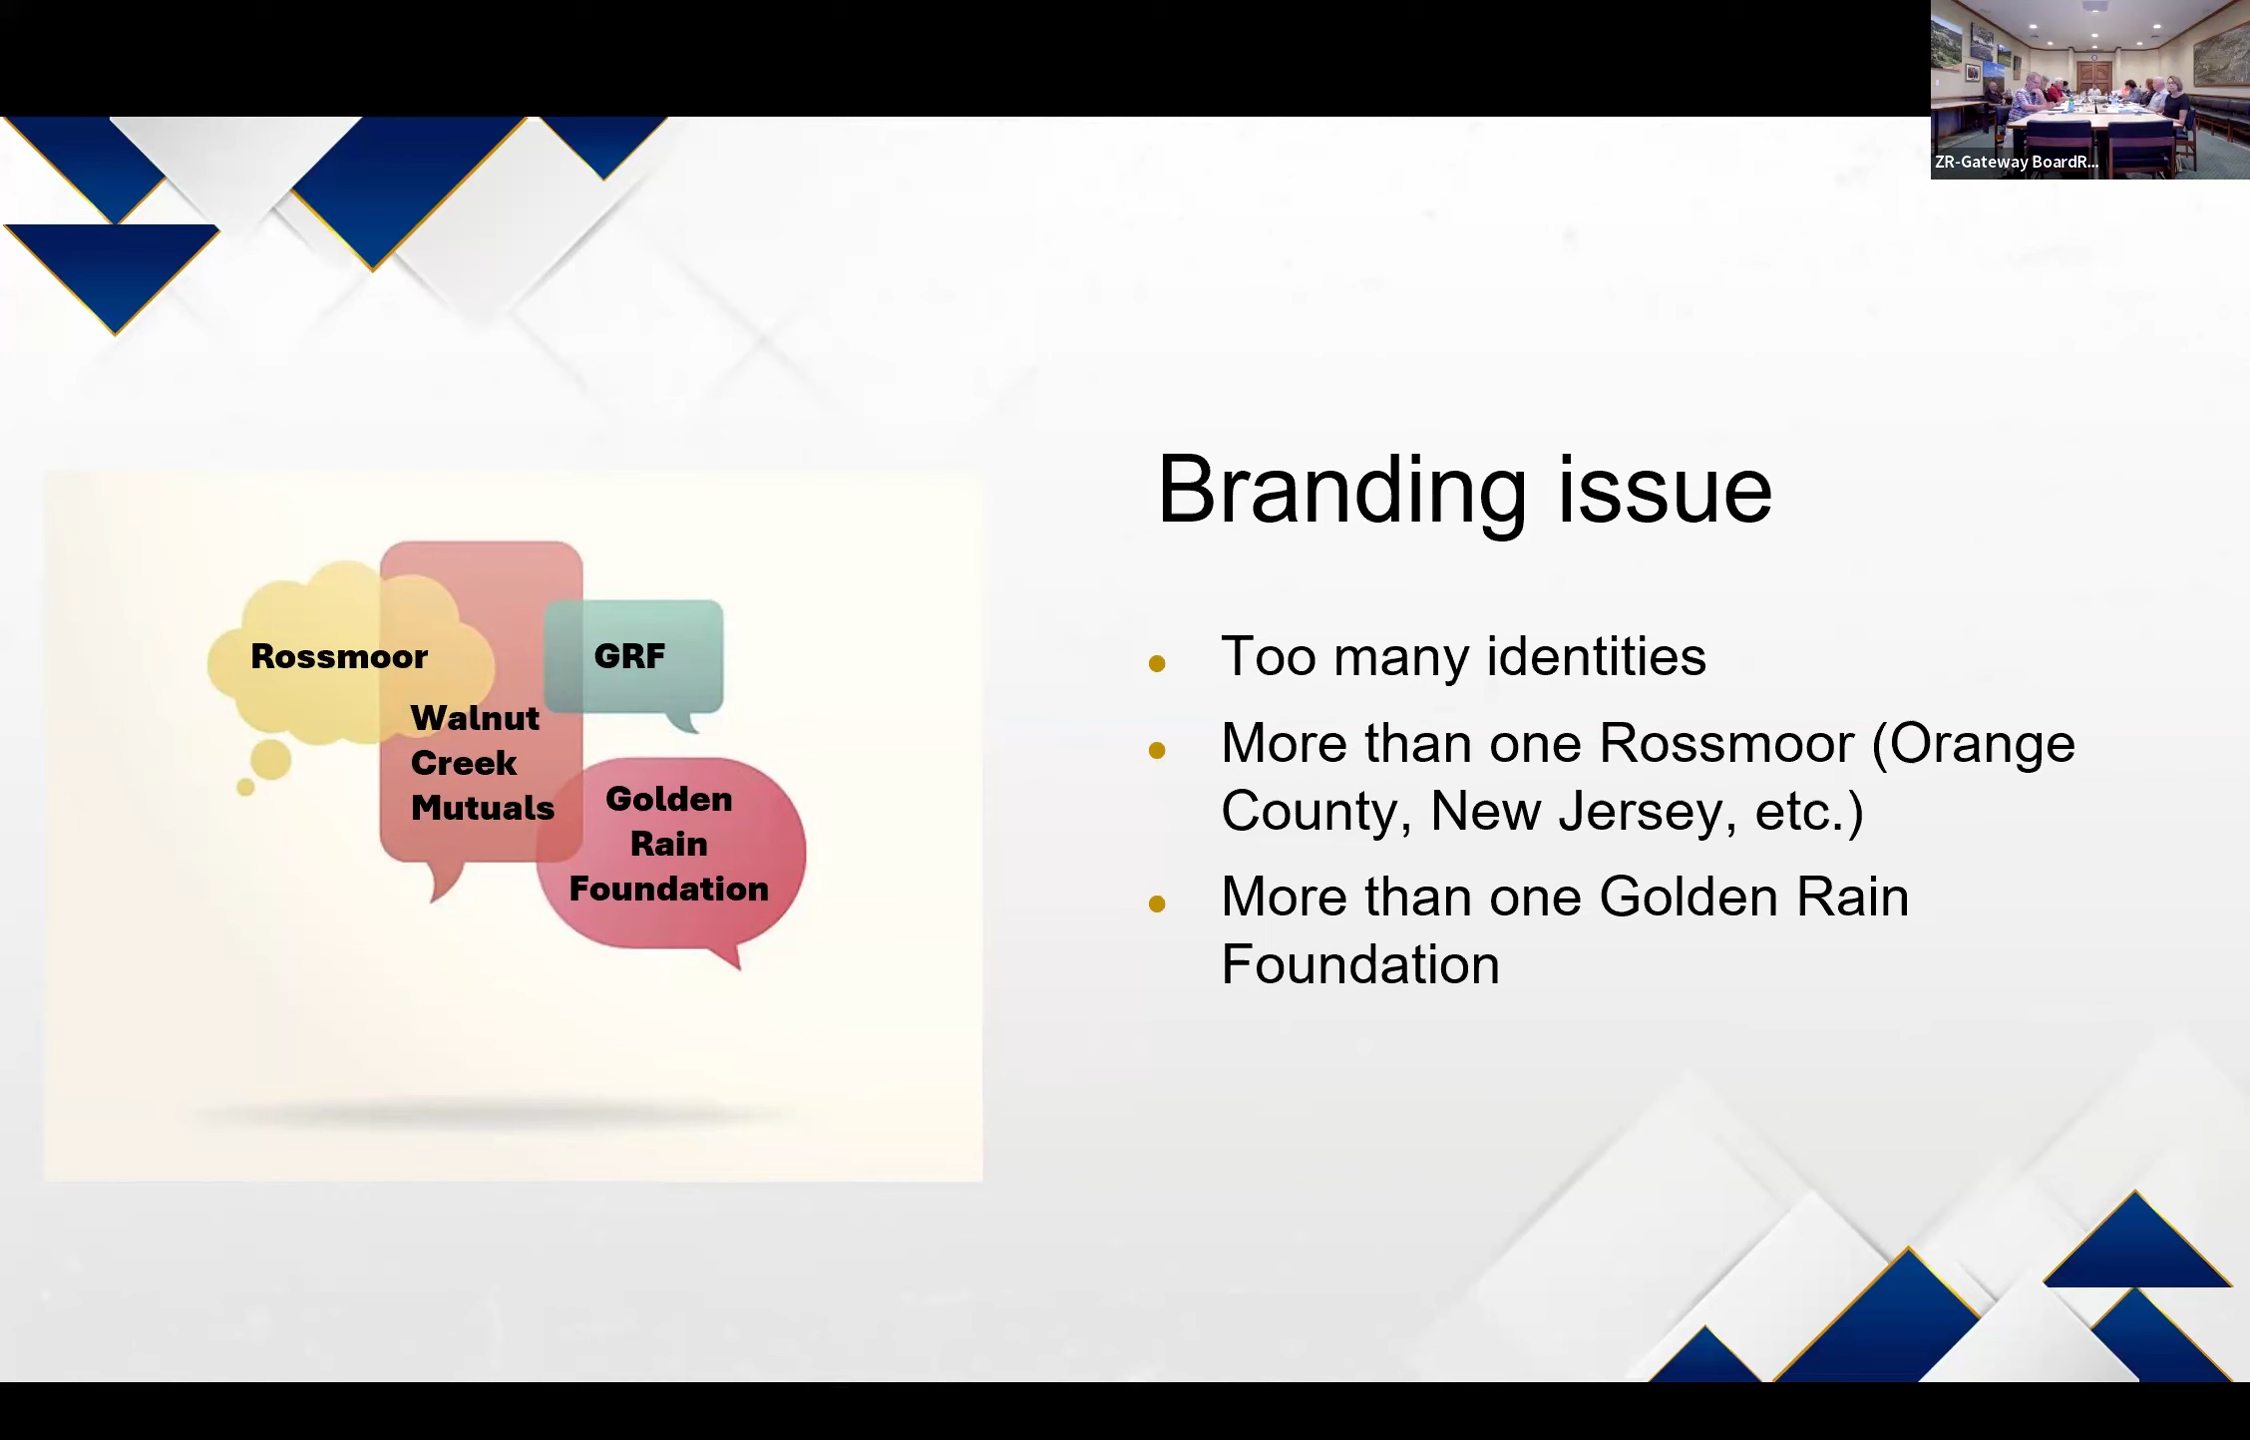 ZR-Gateway BoardR...
Branding issue
Rossmoor
GRF
Walnut
Creek
Mutuals
Golden
Rain
Foundation
• Too many identities
• More than one Rossmoor (Orange
County, New Jersey, etc.)
• More than one Golden Rain
Foundation